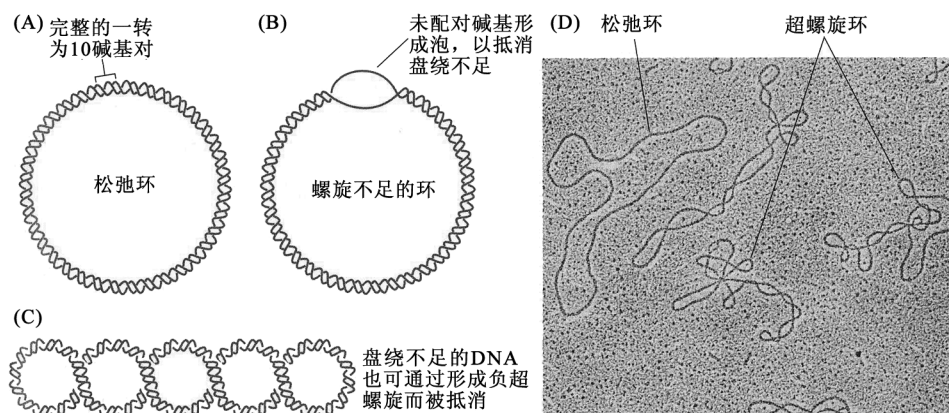 (A) 完整的一转
为10碱基对
松弛环
(B)
未配对碱基形
成泡，以抵消
盘绕不足
螺旋不足的环
(C)
盘绕不足的DNA
也可通过形成负超
螺旋而被抵消
(D)
松弛环
超螺旋环